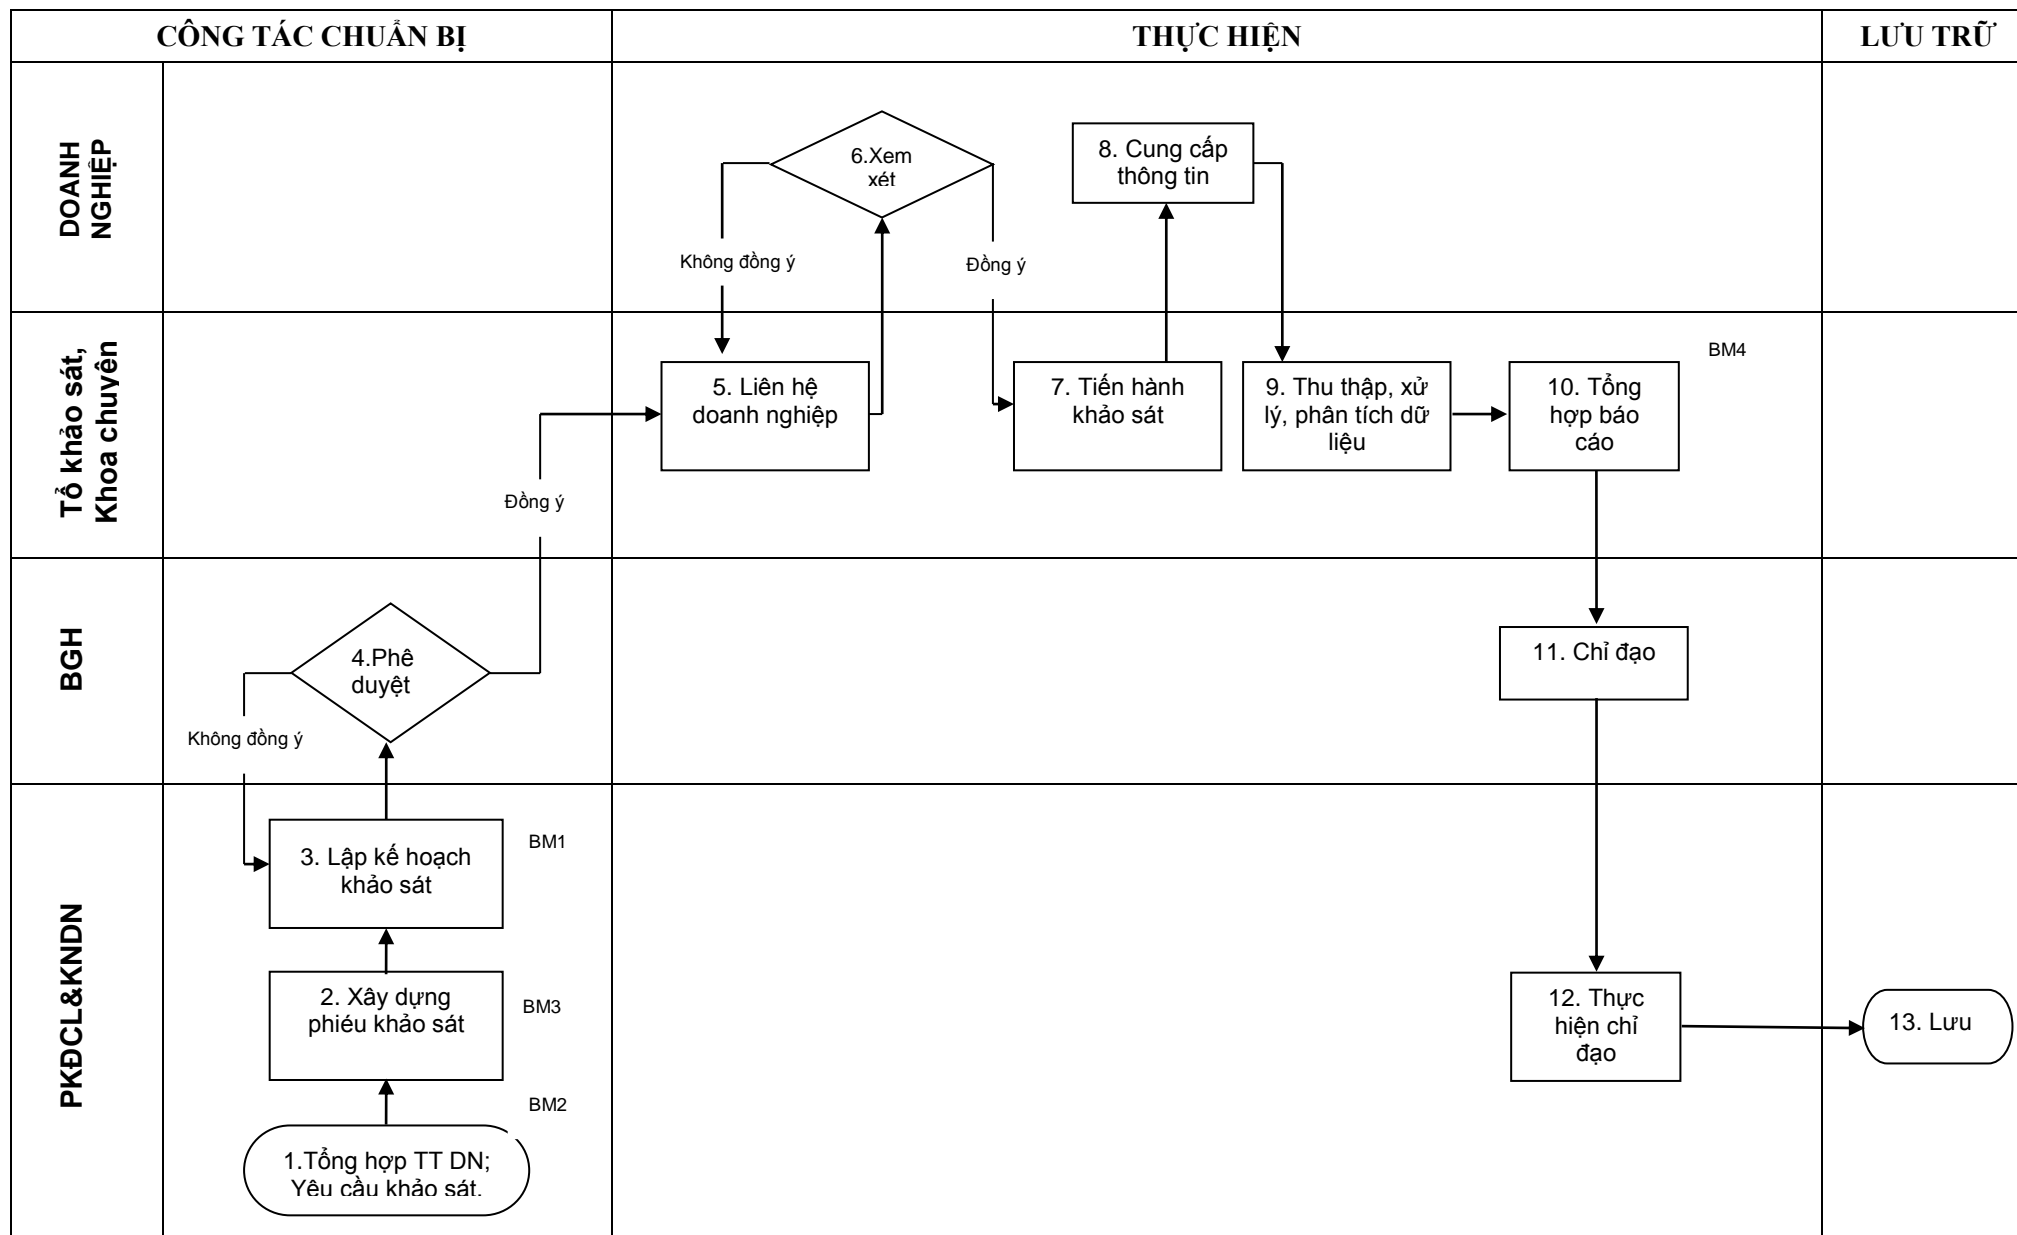 CÔNG TÁC CHUẨN BỊ
THỰC HIỆN
LƯU TRỮ
DOANH
NGHIỆP
6.Xem
xét
8. Cung cấp
thông tin
Không đồng ý
Đồng ý
Tổ khảo sát,
Khoa chuyên
5. Liên hệ
doanh nghiệp
7. Tiến hành
khảo sát
9. Thu thập, xử
lý, phân tích dữ
liệu
10. Tổng
hợp báo
cáo
BM4
Đồng ý
BGH
4.Phê
duyệt
11. Chỉ đạo
Không đồng ý
PKĐCL&KNDN
3. Lập kế hoạch
khảo sát
BM1
2. Xây dựng
phiéu khảo sát
BM3
12. Thực
hiện chỉ
đạo
13. Lưu
BM2
1.Tổng hợp TT DN;
Yêu cầu khảo sát.